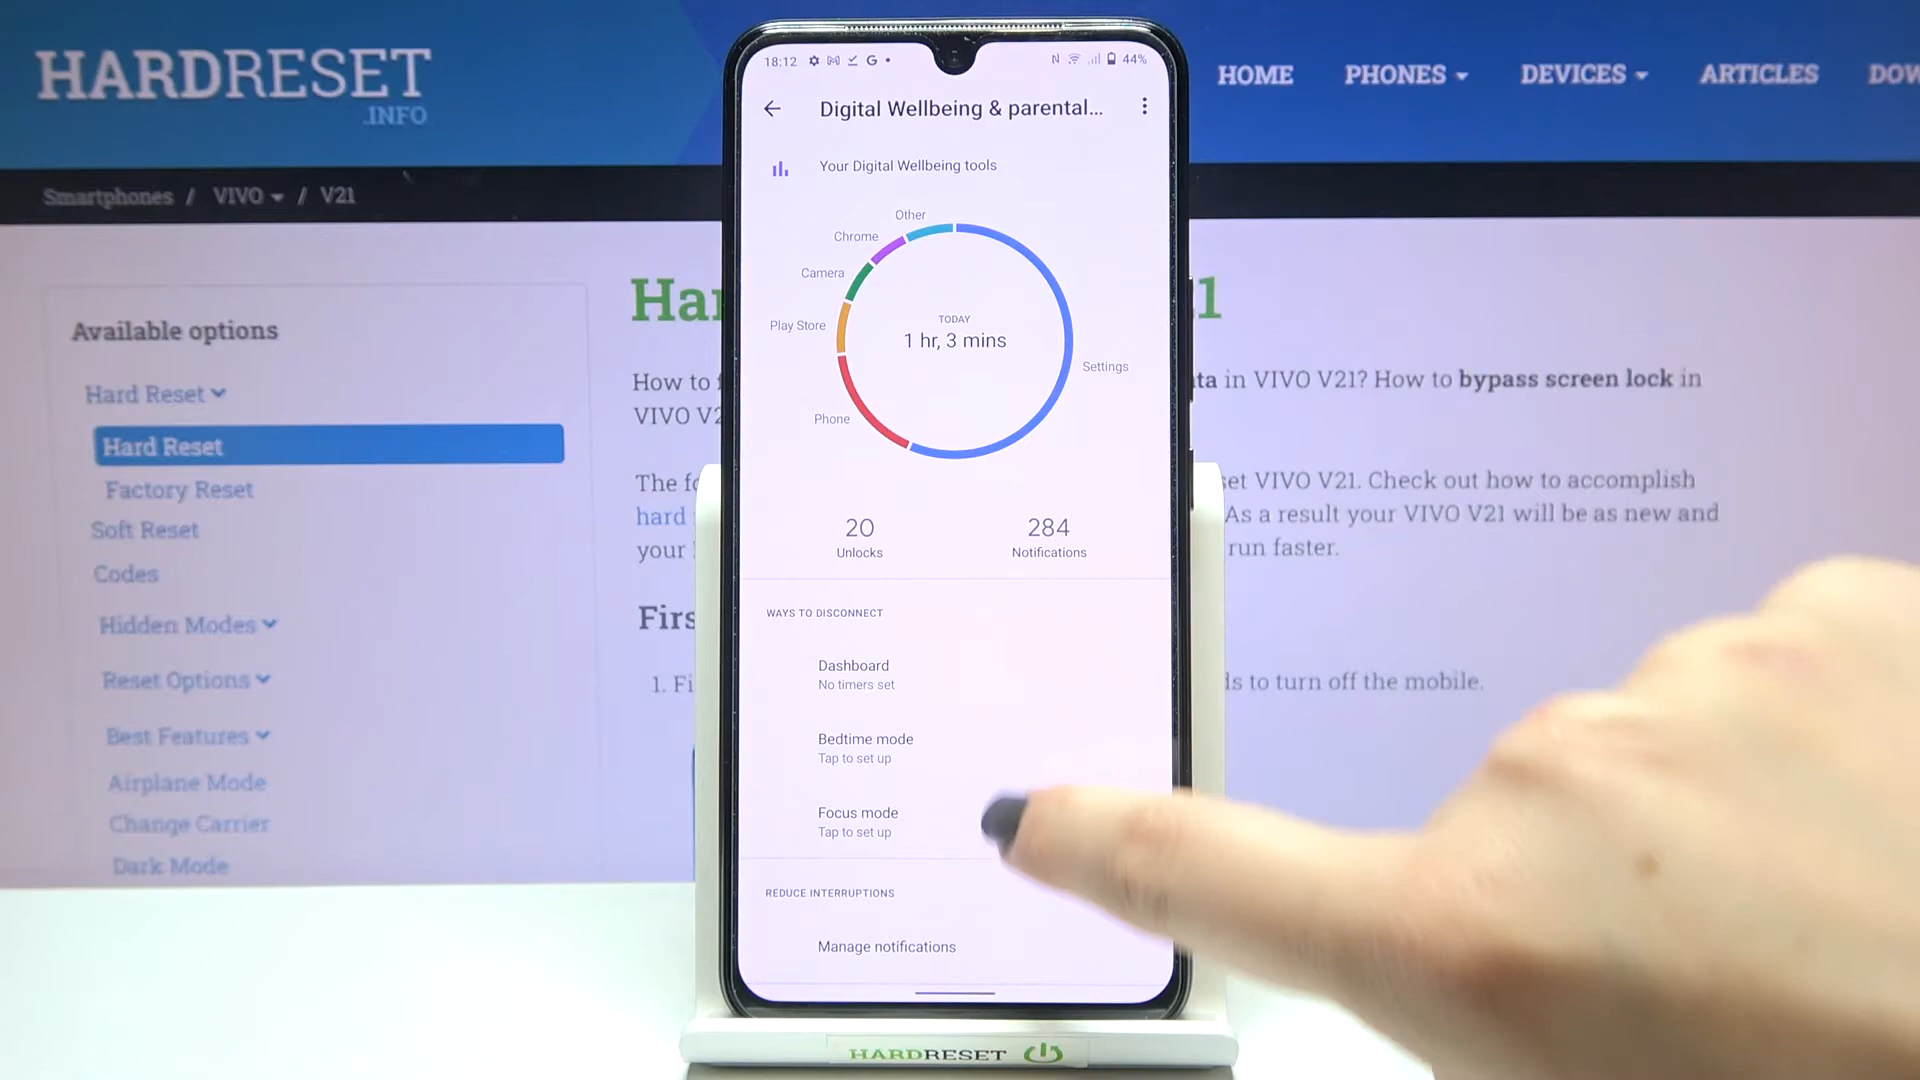 HARDRESET
.INFO
HOME PHONES DEVICES ARTICLES DOW
Smartphones / VIVO / V21
Available options
Hard Reset
Hard Reset
Factory Reset
Soft Reset
Codes
Hidden Modes
Reset Options
Best Features
Airplane Mode
Change Carrier
Dark Mode
18:12 G 44%
Digital Wellbeing & parental...
Your Digital Wellbeing tools
Other
Chrome
Camera
Play Store
Phone
Settings
TODAY
1 hr, 3 mins
20
Unlocks
284
Notifications
WAYS TO DISCONNECT
Dashboard
No timers set
Bedtime mode
Tap to set up
Focus mode
Tap to set up
REDUCE INTERRUPTIONS
Manage notifications
in VIVO V21? How to bypass screen lock in
How to
VIVO
The
set VIVO V21. Check out how to accomplish
hard
As a result your VIVO V21 will be as new and
your
run faster.
1.
to turn off the mobile.
HARDRESET